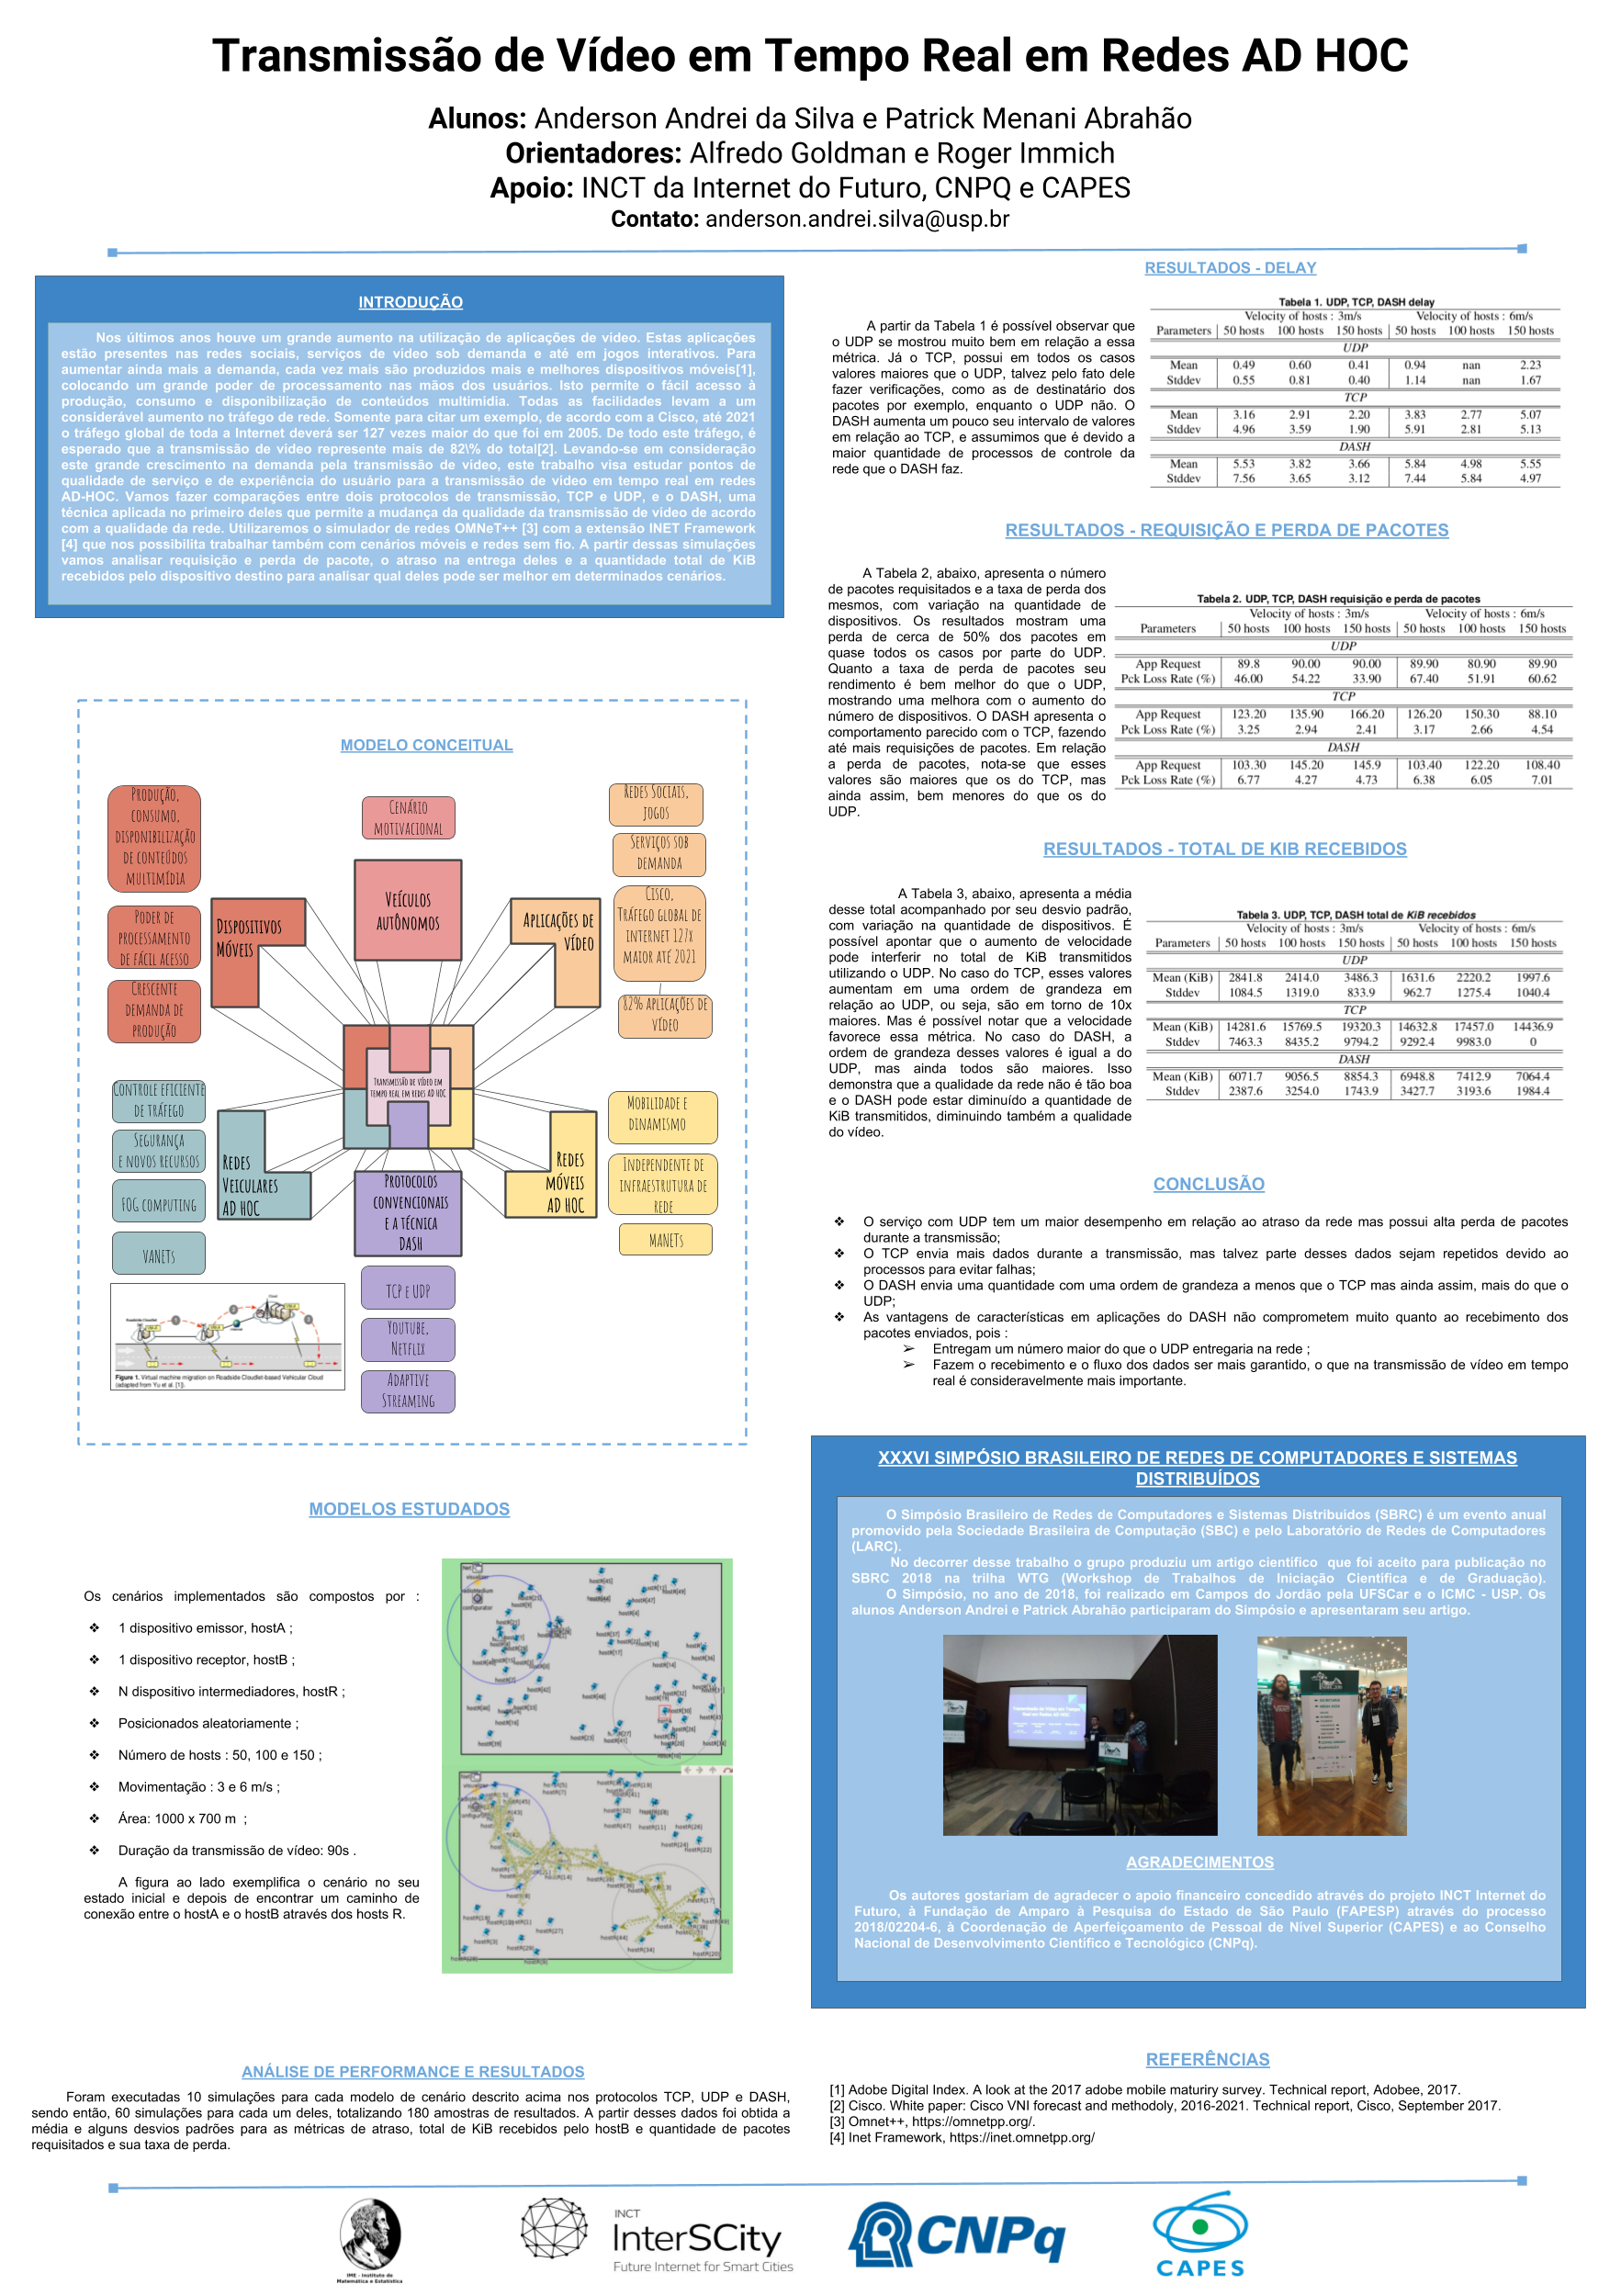 Transmissão de Vídeo em Tempo Real em Redes AD HOC
Alunos: Anderson Andrei da Silva e Patrick Menani Abrahão
Orientadores: Alfredo Goldman e Roger Immich
Apoio: INCT da Internet do Futuro, CNPQ e CAPES
Contato: anderson.andrei.silva@usp.br
INTRODUÇÃO
Nos últimos anos houve um grande aumento na utilização de aplicações de vídeo. Estas aplicações
estão presentes nas redes sociais, serviços de vídeo sob demanda e até em jogos interativos. Para
aumentar ainda mais a demanda, cada vez mais são produzidos mais e melhores dispositivos móveis[1],
colocando um grande poder de processamento nas mãos dos usuários. Isto permite o fácil acesso à
produção, consumo e disponibilização de conteúdos multimídia. Todas as facilidades levam a um
considerável aumento no tráfego de rede. Somente para citar um exemplo, de acordo com a Cisco, até 2021
o tráfego global de toda a Internet deverá ser 127 vezes maior do que foi em 2005. De todo este tráfego, é
esperado que a transmissão de vídeo represente mais de 82\% do total[2]. Levando-se em consideração
este grande crescimento na demanda pela transmissão de vídeo, este trabalho visa estudar pontos de
qualidade de serviço e de experiência do usuário para a transmissão de vídeo em tempo real em redes
AD-HOC. Vamos fazer comparações entre dois protocolos de transmissão, TCP e UDP, e o DASH, uma
técnica aplicada no primeiro deles que permite a mudança da qualidade da transmissão de vídeo de acordo
com a qualidade da rede. Utilizaremos o simulador de redes OMNeT++ [3] com a extensão INET Framework
[4] que nos possibilita trabalhar também com cenários móveis e redes sem fio. A partir dessas simulações
vamos analisar requisição e perda de pacote, o atraso na entrega deles e a quantidade total de KiB
recebidos pelo dispositivo destino para analisar qual deles pode ser melhor em determinados cenários.
MODELO CONCEITUAL
PRODUÇÃO,
CONSUMO,
DISPONIBILIZAÇÃO
DE CONTEÚDOS
MULTIMÍDIA
PODER DE
PROCESSAMENTO
DE FÁCIL ACESSO
CRESCENTE
DEMANDA DE
PRODUÇÃO
DISPOSITIVOS
MÓVEIS
CENÁRIO
MOTIVACIONAL
VEÍCULOS
AUTÔNOMOS
APLICAÇÕES DE
VÍDEO
REDES SOCIAIS,
JOGOS
SERVIÇOS SOB
DEMANDA
CISCO,
TRÁFEGO GLOBAL DE
INTERNET 127X
MAIOR ATÉ 2021
82% APLICAÇÕES DE
VÍDEO
TRANSMISSÃO DE VÍDEO EM
TEMPO REAL EM REDES AD HOC
CONTROLE EFICIENTE
DE TRÁFEGO
SEGURANÇA
E NOVOS RECURSOS
FOG COMPUTING
VANETS
REDES
VEICULARES
AD HOC
PROTOCOLOS
CONVENCIONAIS
E A TÉCNICA
DASH
TCP E UDP
YOUTUBE,
NETFLIX
ADAPTIVE
STREAMING
REDES
MÓVEIS
AD HOC
MOBILIDADE E
DINAMISMO
INDEPENDENTE DE
INFRAESTRUTURA DE
REDE
MANETS
Figure 1. Virtual machine migration on Roadside Cloudlet-based Vehicular Cloud
(adapted from Yu et al. [1]).
MODELOS ESTUDADOS
Os cenários implementados são compostos por :
❖ 1 dispositivo emissor, hostA ;
❖ 1 dispositivo receptor, hostB ;
❖ N dispositivo intermediadores, hostR ;
❖ Posicionados aleatoriamente ;
❖ Número de hosts : 50, 100 e 150 ;
❖ Movimentação : 3 e 6 m/s ;
❖ Área: 1000 x 700 m ;
❖ Duração da transmissão de vídeo: 90s .
A figura ao lado exemplifica o cenário no seu
estado inicial e depois de encontrar um caminho de
conexão entre o hostA e o hostB através dos hosts R.
ANÁLISE DE PERFORMANCE E RESULTADOS
Foram executadas 10 simulações para cada modelo de cenário descrito acima nos protocolos TCP, UDP e DASH,
sendo então, 60 simulações para cada um deles, totalizando 180 amostras de resultados. A partir desses dados foi obtida a
média e alguns desvios padrões para as métricas de atraso, total de KiB recebidos pelo hostB e quantidade de pacotes
requisitados e sua taxa de perda.
RESULTADOS - DELAY
A partir da Tabela 1 é possível observar que
o UDP se mostrou muito bem em relação a essa
métrica. Já o TCP, possui em todos os casos
valores maiores que o UDP, talvez pelo fato dele
fazer verificações, como as de destinatário dos
pacotes por exemplo, enquanto o UDP não. O
DASH aumenta um pouco seu intervalo de valores
em relação ao TCP, e assumimos que é devido a
maior quantidade de processos de controle da
rede que o DASH faz.
Tabela 1. UDP, TCP, DASH delay
Velocity of hosts : 3m/s Velocity of hosts : 6m/s
Parameters 50 hosts 100 hosts 150 hosts 50 hosts 100 hosts 150 hosts
UDP
Mean 0.49 0.60 0.41 0.94 nan 2.23
Stddev 0.55 0.81 0.40 1.14 nan 1.67
TCP
Mean 3.16 2.91 2.20 3.83 2.77 5.07
Stddev 4.96 3.59 1.90 5.91 2.81 5.13
DASH
Mean 5.53 3.82 3.66 5.84 4.98 5.55
Stddev 7.56 3.65 3.12 7.44 5.84 4.97
RESULTADOS - REQUISIÇÃO E PERDA DE PACOTES
A Tabela 2, abaixo, apresenta o número
de pacotes requisitados e a taxa de perda dos
mesmos, com variação na quantidade de
dispositivos. Os resultados mostram uma
perda de cerca de 50% dos pacotes em
quase todos os casos por parte do UDP.
Quanto a taxa de perda de pacotes seu
rendimento é bem melhor do que o UDP,
mostrando uma melhora com o aumento do
número de dispositivos. O DASH apresenta o
comportamento parecido com o TCP, fazendo
até mais requisições de pacotes. Em relação
a perda de pacotes, nota-se que esses
valores são maiores que os do TCP, mas
ainda assim, bem menores do que os do
UDP.
Tabela 2. UDP, TCP, DASH requisição e perda de pacotes
Velocity of hosts : 3m/s Velocity of hosts : 6m/s
Parameters 50 hosts 100 hosts 150 hosts 50 hosts 100 hosts 150 hosts
UDP
App Request 89.8 90.00 90.00 89.90 80.90 89.90
Pck Loss Rate (%) 46.00 54.22 33.90 67.40 51.91 60.62
TCP
App Request 123.20 135.90 166.20 126.20 150.30 88.10
Pck Loss Rate (%) 3.25 2.94 2.41 3.17 2.66 4.54
DASH
App Request 103.30 145.20 145.9 103.40 122.20 108.40
Pck Loss Rate (%) 6.77 4.27 4.73 6.38 6.05 7.01
RESULTADOS - TOTAL DE KIB RECEBIDOS
A Tabela 3, abaixo, apresenta a média
desse total acompanhado por seu desvio padrão,
com variação na quantidade de dispositivos. É
possível apontar que o aumento de velocidade
pode interferir no total de KiB transmitidos
utilizando o UDP. No caso do TCP, esses valores
aumentam em uma ordem de grandeza em
relação ao UDP, ou seja, são em torno de 10x
maiores. Mas é possível notar que a velocidade
favorece essa métrica. No caso do DASH, a
ordem de grandeza desses valores é igual a do
UDP, mas ainda todos são maiores. Isso
demonstra que a qualidade da rede não é tão boa
e o DASH pode estar diminuído a quantidade de
KiB transmitidos, diminuindo também a qualidade
do vídeo.
Tabela 3. UDP, TCP, DASH total de KiB recebidos
Velocity of hosts : 3m/s Velocity of hosts : 6m/s
Parameters 50 hosts 100 hosts 150 hosts 50 hosts 100 hosts 150 hosts
UDP
Mean (KiB) 2841.8 2414.0 3486.3 1631.6 2220.2 1997.6
Stddev 1084.5 1319.0 833.9 962.7 1275.4 1040.4
TCP
Mean (KiB) 14281.6 15769.5 19320.3 14632.8 17457.0 14436.9
Stddev 7463.3 8435.2 9794.2 9292.4 9983.0 0
DASH
Mean (KiB) 6071.7 9056.5 8854.3 6948.8 7412.9 7064.4
Stddev 2387.6 3254.0 1743.9 3427.7 3193.6 1984.4
CONCLUSÃO
❖ O serviço com UDP tem um maior desempenho em relação ao atraso da rede mas possui alta perda de pacotes
durante a transmissão;
❖ O TCP envia mais dados durante a transmissão, mas talvez parte desses dados sejam repetidos devido ao
processos para evitar falhas;
❖ O DASH envia uma quantidade com uma ordem de grandeza a menos que o TCP mas ainda assim, mais do que o
UDP;
❖ As vantagens de características em aplicações do DASH não comprometem muito quanto ao recebimento dos
pacotes enviados, pois :
➢ Entregam um número maior do que o UDP entregaria na rede ;
➢ Fazem o recebimento e o fluxo dos dados ser mais garantido, o que na transmissão de vídeo em tempo
real é consideravelmente mais importante.
XXXVI SIMPÓSIO BRASILEIRO DE REDES DE COMPUTADORES E SISTEMAS
DISTRIBUÍDOS
O Simpósio Brasileiro de Redes de Computadores e Sistemas Distribuídos (SBRC) é um evento anual
promovido pela Sociedade Brasileira de Computação (SBC) e pelo Laboratório de Redes de Computadores
(LARC).
No decorrer desse trabalho o grupo produziu um artigo científico que foi aceito para publicação no
SBRC 2018 na trilha WTG (Workshop de Trabalhos de Iniciação Científica e de Graduação).
O Simpósio, no ano de 2018, foi realizado em Campos do Jordão pela UFSCar e o ICMC - USP. Os
alunos Anderson Andrei e Patrick Abrahão participaram do Simpósio e apresentaram seu artigo.
Transmissão de Vídeo em Tempo
Real em Redes AD HOC
AGRADECIMENTOS
Os autores gostariam de agradecer o apoio financeiro concedido através do projeto INCT Internet do
Futuro, à Fundação de Amparo à Pesquisa do Estado de São Paulo (FAPESP) através do processo
2018/02204-6, à Coordenação de Aperfeiçoamento de Pessoal de Nível Superior (CAPES) e ao Conselho
Nacional de Desenvolvimento Científico e Tecnológico (CNPq).
REFERÊNCIAS
[1] Adobe Digital Index. A look at the 2017 adobe mobile maturiry survey. Technical report, Adobee, 2017.
[2] Cisco. White paper: Cisco VNI forecast and methodoly, 2016-2021. Technical report, Cisco, September 2017.
[3] Omnet++, https://omnetpp.org/.
[4] Inet Framework, https://inet.omnetpp.org/
IME - Instituto de
Matemática e Estatística
INCT
InterSCity
Future Internet for Smart Cities
CNPq
CAPES